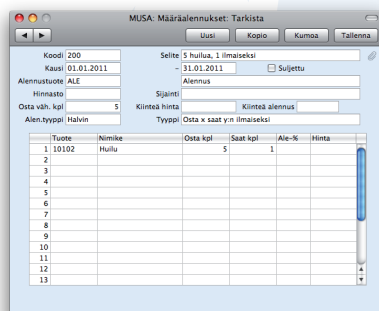 MUSA: Määräalennukset: Tarkista
Uusi Kopio Kumoa Tallenna
Koodi 200 Selite 5 huilua, 1 ilmaiseksi
Kausi 01.01.2011 – 31.01.2011 Suljettu
Alennustuote ALE Alennus
Hinnasto Sijainti
Osta väh. kpl 5 Kiinteä hinta Kiinteä alennus
Alen.tyyppi Halvin Tyyppi Osta x saat y:n ilmaiseksi
Tuote Nimike Osta kpl Saat kpl Ale-% Hinta
1 10102 Huilu 5 1
2
3
4
5
6
7
8
9
10
11
12
13